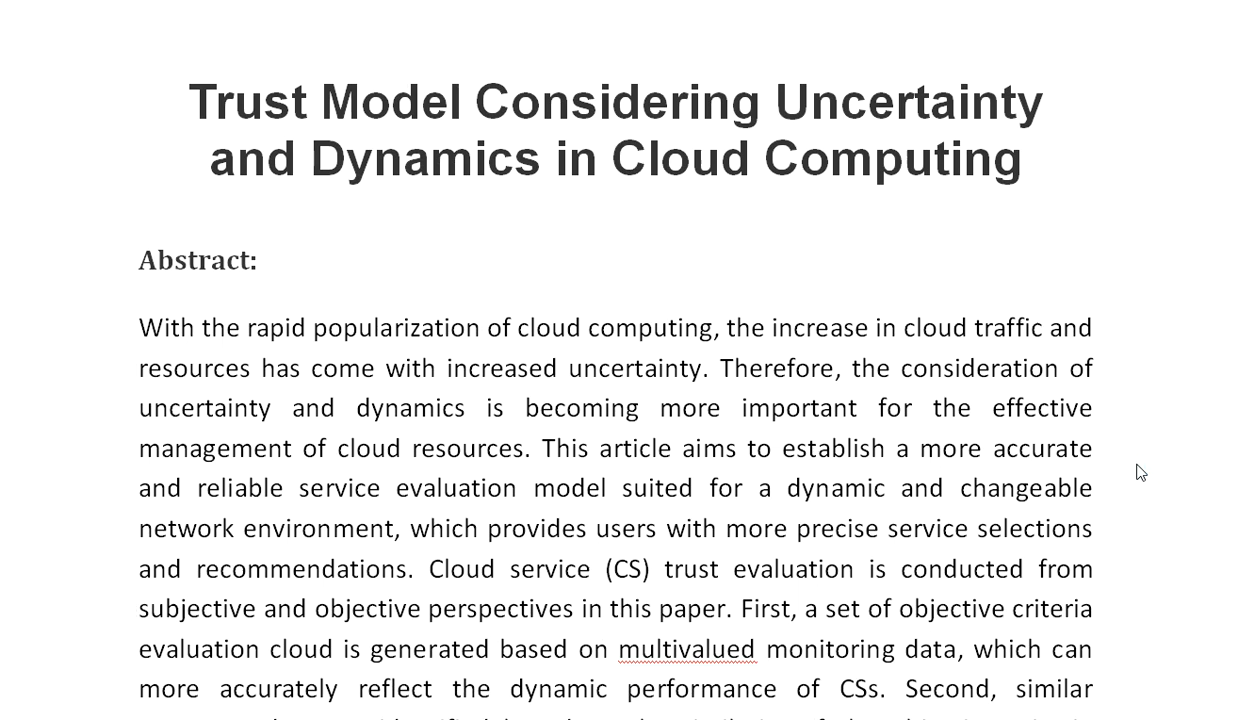 Trust Model Considering Uncertainty
and Dynamics in Cloud Computing
Abstract:
With the rapid popularization of cloud computing, the increase in cloud traffic and
resources has come with increased uncertainty. Therefore, the consideration of
uncertainty and dynamics is becoming more important for the effective
management of cloud resources. This article aims to establish a more accurate
and reliable service evaluation model suited for a dynamic and changeable
network environment, which provides users with more precise service selections
and recommendations. Cloud service (CS) trust evaluation is conducted from
subjective and objective perspectives in this paper. First, a set of objective criteria
evaluation cloud is generated based on multivalued monitoring data, which can
more accurately reflect the dynamic performance of CSs. Second, similar